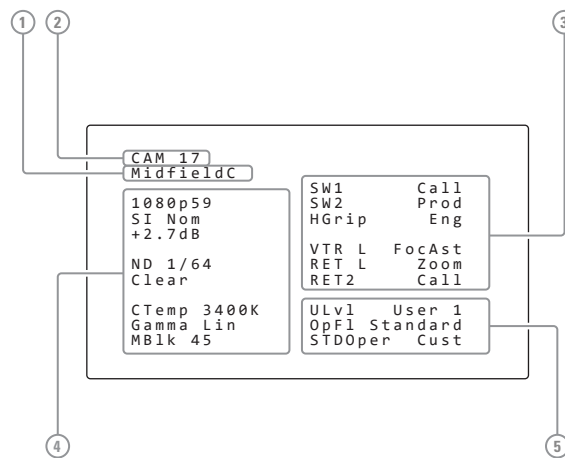 1 2 3
CAM 17
MidfieldC
1080p59
SI Nom
+2.7dB
ND 1/64
Clear
CTemp 3400K
Gamma Lin
MBlk 45
SW1 Call
SW2 Prod
HGrip Eng
VTR L FocAst
RET L Zoom
RET2 Call
ULvl User 1
OpFl Standard
STDOper Cust
4 5